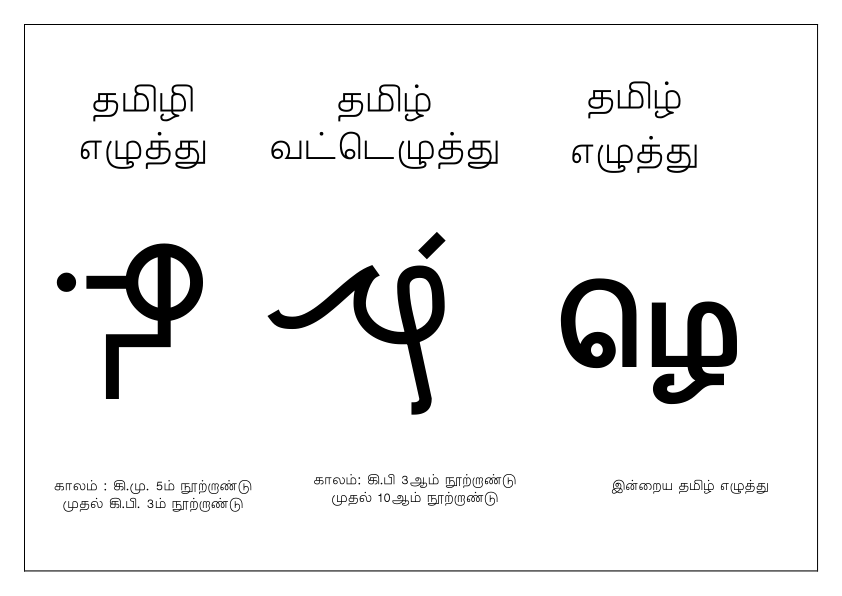 தமிழி
எழுத்து
தமிழ்
வட்டெழுத்து
தமிழ்
எழுத்து
ழெ
காலம் : கி.மு. 5ம் நூற்றாண்டு
முதல் கி.பி. 3ம் நூற்றாண்டு
காலம்: கி.பி 3ஆம் நூற்றாண்டு
முதல் 10ஆம் நூற்றாண்டு
இன்றைய தமிழ் எழுத்து